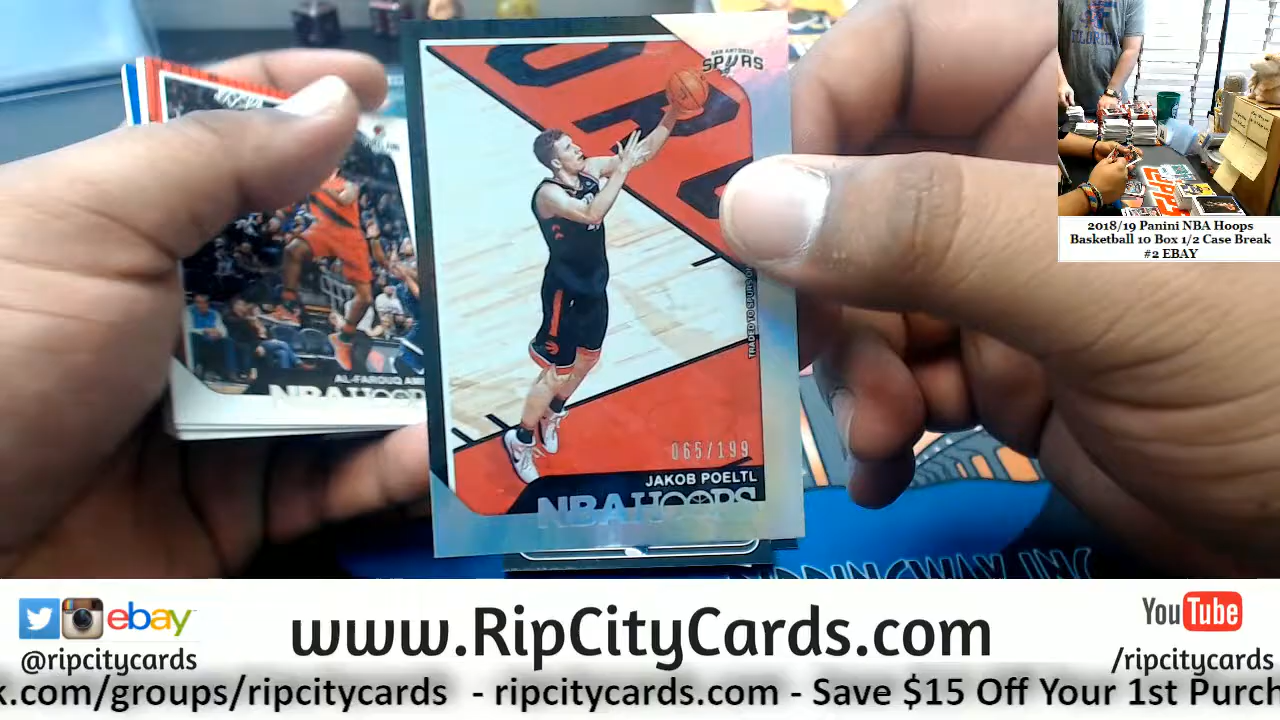 SAN ANTONIO
SPURS
TRADED TO SPURS
065/199
JAKOB POELTL
NBA HOOPS
AL-FAROUQ AMI
NBA HOOPS
2018/19 Panini NBA Hoops
Basketball 10 Box 1/2 Case Break
#2 EBAY
ebay
@ripcitycards
www.RipCityCards.com
You Tube
/ripcitycards
k.com/groups/ripcitycards - ripcitycards.com - Save $15 Off Your 1st Purch